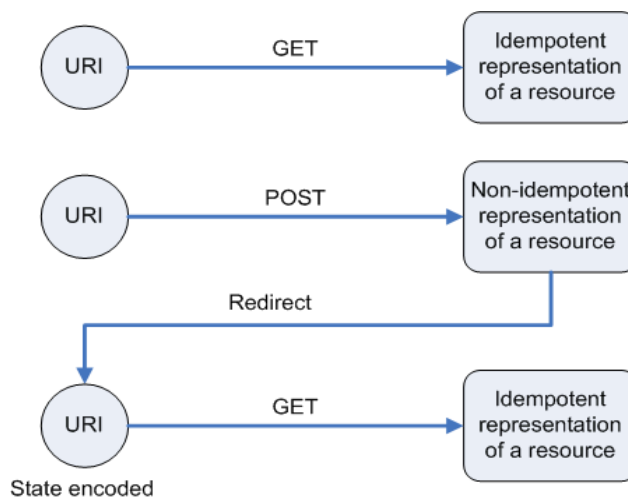 URI
GET
Idempotent
representation
of a resource
URI
POST
Non-idempotent
representation
of a resource
Redirect
URI
GET
Idempotent
representation
of a resource
State encoded